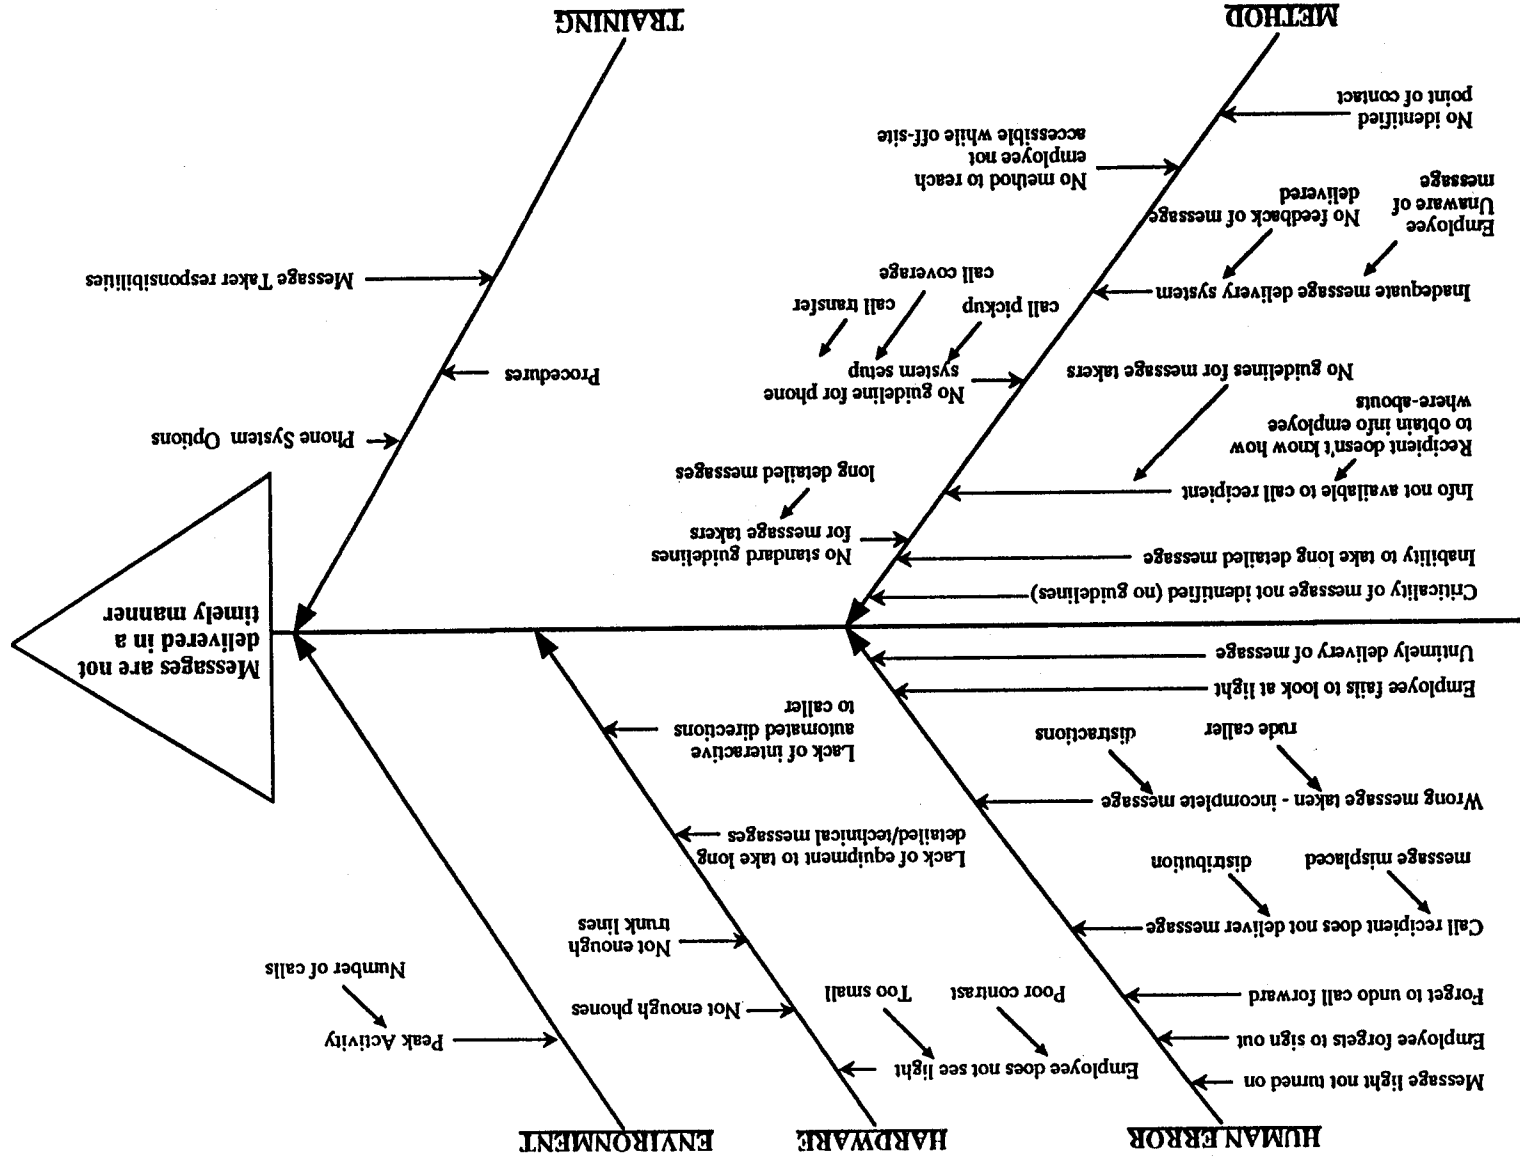 HUMAN ERROR
Message light not turned on
Employee forgets to sign out
Forget to undo call forward
Call recipient does not deliver message
message misplaced
distribution
Wrong message taken - incomplete message
rude caller
distractions
Employee fails to look at light
Untimely delivery of message
HARDWARE
Employee does not see light
Poor contrast
Too small
Not enough phones
Not enough
trunk lines
Lack of equipment to take long
detailed/technical messages
Lack of interactive
automated directions
to caller
ENVIRONMENT
Peak Activity
Number of calls
Messages are not
delivered in a
timely manner
Criticality of message not identified (no guidelines)
Inability to take long detailed message
No standard guidelines
for message takers
long detailed messages
Info not available to call recipient
Recipient doesn't know how
to obtain info employee
where-abouts
No guidelines for message takers
No guideline for phone
system setup
call pickup
call transfer
call coverage
Inadequate message delivery system
Employee
Unaware of
message
No feedback of message
delivered
No method to reach
employee not
accessible while off-site
No identified
point of contact
METHOD
Phone System Options
Procedures
Message Taker responsibilities
TRAINING